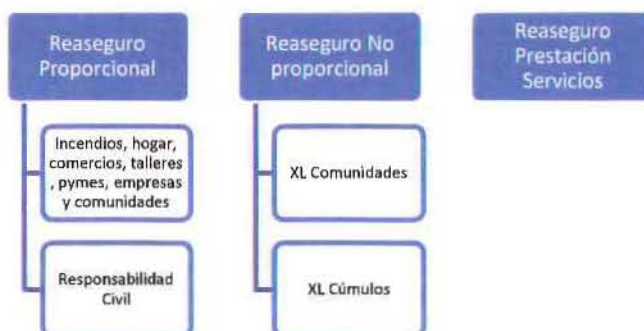 Reaseguro
Proporcional
Incendios, hogar,
comercios, talleres
, pymes, empresas
y comunidades
Responsabilidad
Civil
Reaseguro No
proporcional
XL Comunidades
XL Cúmulos
Reaseguro
Prestación
Servicios